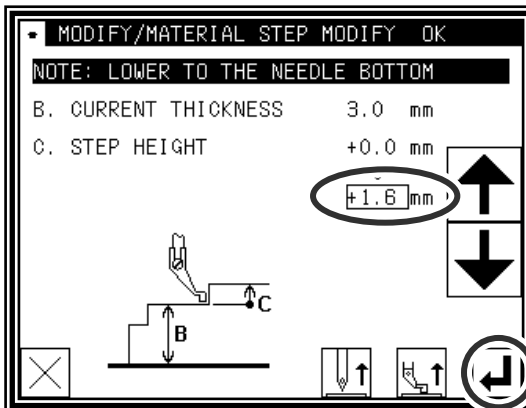 MODIFY/MATERIAL STEP MODIFY OK
NOTE: LOWER TO THE NEEDLE BOTTOM
B. CURRENT THICKNESS 3.0 mm
C. STEP HEIGHT +0.0 mm
+1.6 mm
C
B